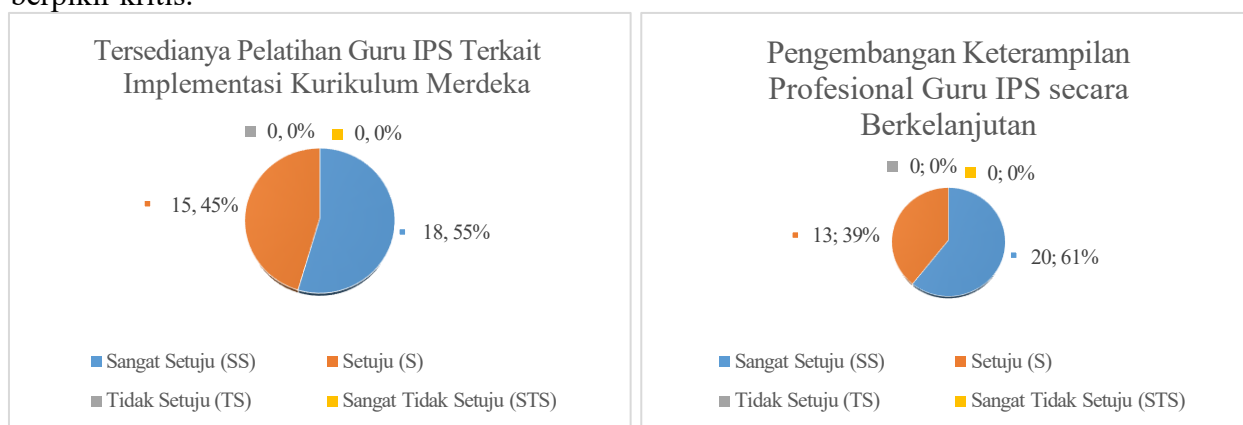 berpikir kritis.
Tersedianya Pelatihan Guru IPS Terkait
Implementasi Kurikulum Merdeka
0, 0% 0, 0%
15, 45%
18, 55%
Sangat Setuju (SS) Setuju (S)
Tidak Setuju (TS) Sangat Tidak Setuju (STS)
Pengembangan Keterampilan
Profesional Guru IPS secara
Berkelanjutan
0; 0% 0; 0%
13; 39%
20; 61%
Sangat Setuju (SS) Setuju (S)
Tidak Setuju (TS) Sangat Tidak Setuju (STS)